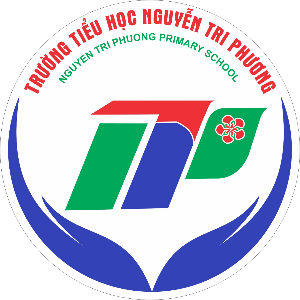 TRƯỜNG TIỂU HỌC NGUYỄN TRI PHƯƠNG
NGUYEN TRI PHUONG PRIMARY SCHOOL